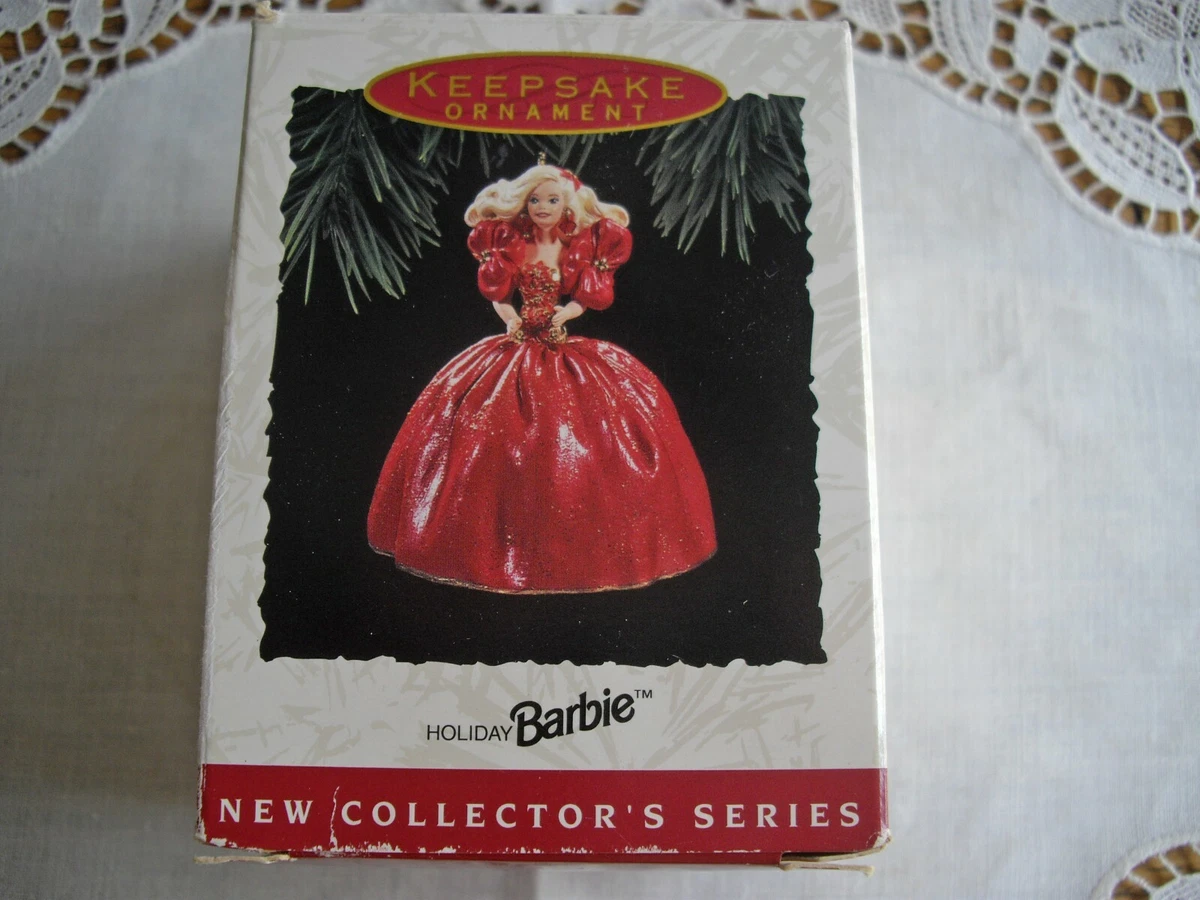 KEEPSAKE
ORNAMENT
HOLIDAY Barbie™
NEW COLLECTOR'S SERIES